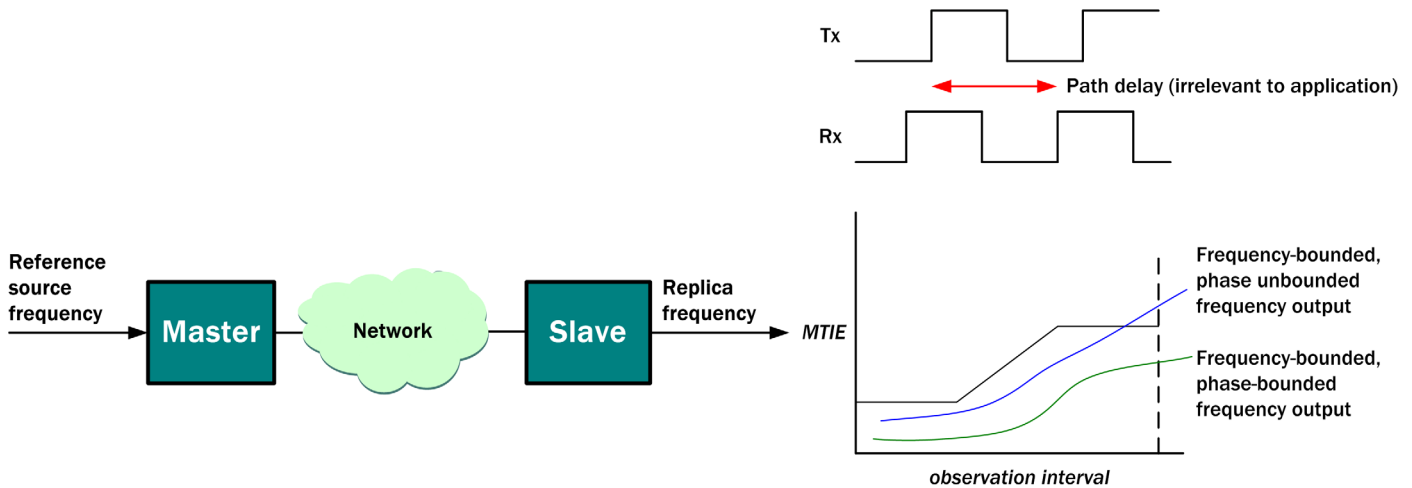 Tx
Path delay (irrelevant to application)
Rx
Reference
source
frequency
Master
Network
Slave
Replica
frequency
MTIE
Frequency-bounded,
phase unbounded
frequency output
Frequency-bounded,
phase-bounded
frequency output
observation interval